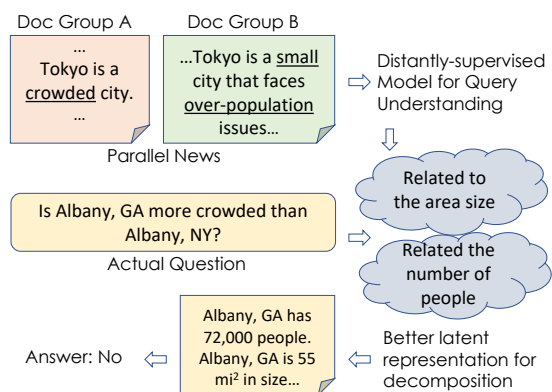 Doc Group A
Doc Group B
...
Tokyo is a
crowded city.
...
...Tokyo is a small
city that faces
over-population
issues...
Parallel News
Distantly-supervised
Model for Query
Understanding
Related to
the area size
Is Albany, GA more crowded than
Albany, NY?
Actual Question
Related the
number of
people
Albany, GA has
72,000 people.
Albany, GA is 55
mi² in size...
Better latent
representation for
decomposition
Answer: No